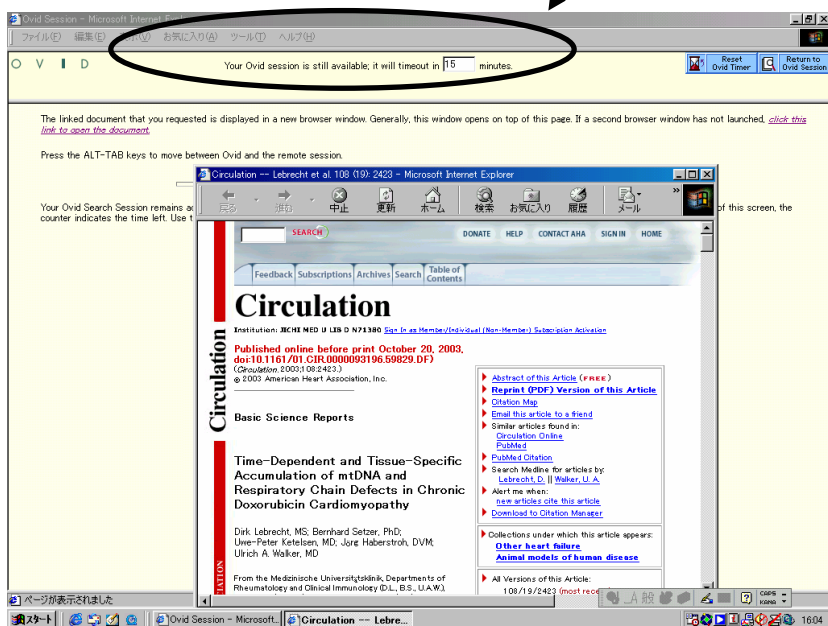 Ovid Session - Microsoft Internet
ファイル(F) 編集(E) お気に入り(A) ツール(T) ヘルプ(H)
O V I D
Your Ovid session is still available; it will timeout in 15 minutes.
Reset Ovid Timer
Return to Ovid Session
The linked document that you requested is displayed in a new browser window. Generally, this window opens on top of this page. If a second browser window has not launched, click this
link to open the document.
Press the ALT-TAB keys to move between Ovid and the remote session.
Your Ovid Search Session remains
of this screen, the
counter indicates the time left. Use
Circulation -- Lebrecht et al. 108 (19): 2423 - Microsoft Internet Explorer
戻る 進む 中止 更新 ホーム 検索 お気に入り 履歴 メール »
SEARCH
DONATE HELP CONTACT AHA SIGN IN HOME
Feedback Subscriptions Archives Search Table of Contents
Circulation
Circulation
Institution: JICHI MED U LIB D N71380 Sign In as Member/Individual (Non-Member) Subscription Activation
Published online before print October 20, 2003,
doi:10.1161/01.CIR.0000093196.59829.DF)
(Circulation. 2003;108:2423.)
© 2003 American Heart Association, Inc.
Basic Science Reports
Time-Dependent and Tissue-Specific
Accumulation of mtDNA and
Respiratory Chain Defects in Chronic
Doxorubicin Cardiomyopathy
Dirk Lebrecht, MS; Bernhard Setzer, PhD;
Uwe-Peter Ketelsen, MD; Jörg Haberstroh, DVM;
Ulrich A. Walker, MD
From the Medizinische Universitätsklinik, Departments of
Rheumatology and Clinical Immunology (D.L., B.S., U.A.W.),
Abstract of this Article (FREE)
Reprint (PDF) Version of this Article
Citation Map
Email this article to a friend
Similar articles found in:
Circulation Online
PubMed
PubMed Citation
Search Medline for articles by:
Lebrecht, D. || Walker, U. A.
Alert me when:
new articles cite this article
Download to Citation Manager
Collections under which this article appears:
Other heart failure
Animal models of human disease
All Versions of this Article:
108/19/2423 (most
ページが表示されました
A 般
CAPS
KANA
スタート
Ovid Session - Microsoft...
Circulation -- Lebre...
16:04